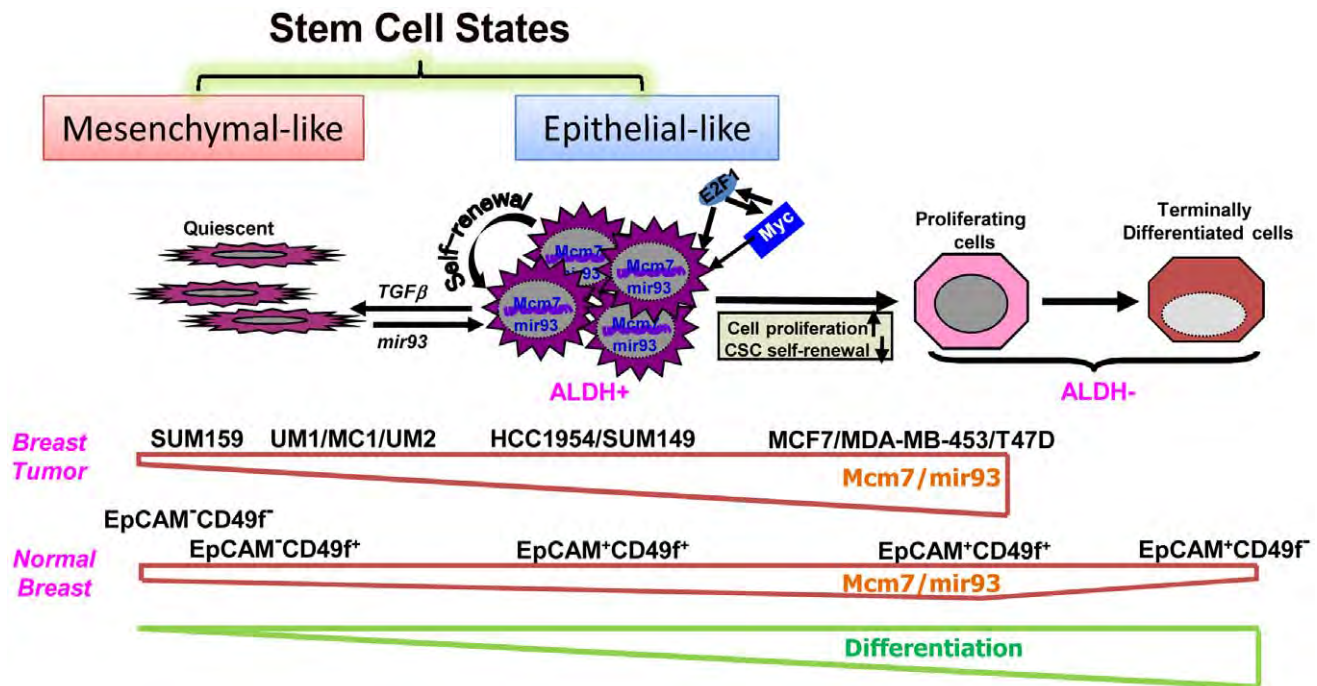 Stem Cell States
Mesenchymal-like
Epithelial-like
Quiescent
TGFβ
mir93
Self-renewal
Mcm7
mir93
Mcm7
mir93
Mcm7
mir93
Mcm7
mir93
E2F1
Myc
ALDH+
Cell proliferation
CSC self-renewal
Proliferating
cells
Terminally
Differentiated cells
ALDH-
Breast
Tumor
SUM159
UM1/MC1/UM2
HCC1954/SUM149
MCF7/MDA-MB-453/T47D
Mcm7/mir93
Normal
Breast
EpCAM⁻CD49f⁻
EpCAM⁻CD49f⁺
EpCAM⁺CD49f⁺
EpCAM⁺CD49f⁺
EpCAM⁺CD49f⁻
Mcm7/mir93
Differentiation